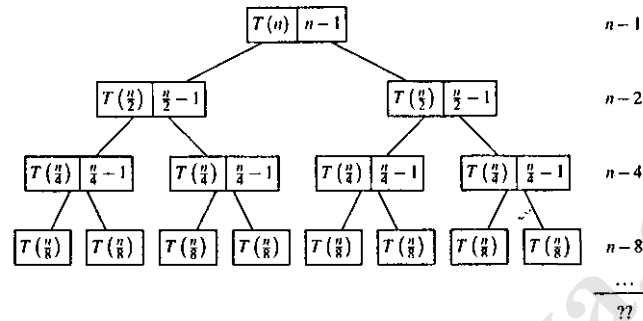 T(n) n − 1 n − 1
T(n/2) n/2 − 1 T(n/2) n/2 − 1 n − 2
T(n/4) n/4 − 1 T(n/4) n/4 − 1 T(n/4) n/4 − 1 T(n/4) n/4 − 1 n − 4
T(n/8) T(n/8) T(n/8) T(n/8) T(n/8) T(n/8) T(n/8) T(n/8) n − 8
...
??